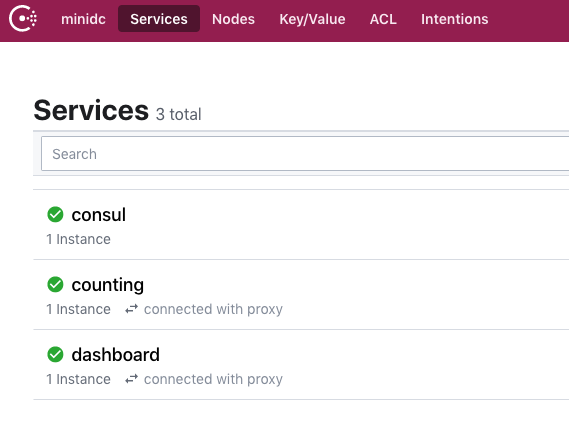 minidc Services Nodes Key/Value ACL Intentions
Services 3 total
Search
consul
1 Instance
counting
1 Instance connected with proxy
dashboard
1 Instance connected with proxy